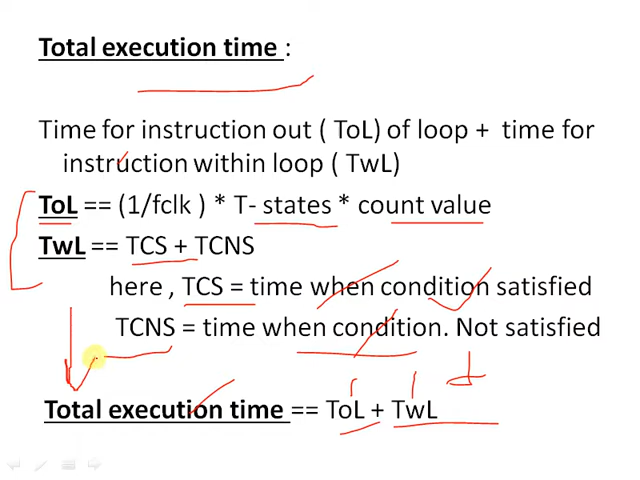 Total execution time :
Time for instruction out ( ToL) of loop + time for
instruction within loop ( TwL)
ToL == (1/fclk ) * T- states * count value
TwL == TCS + TCNS
here , TCS = time when condition satisfied
TCNS = time when condition. Not satisfied
Total execution time == ToL + TwL